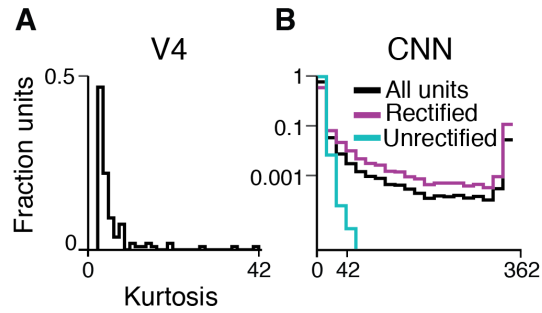 A
V4
Fraction units
0.5
0
0
42
Kurtosis
B
CNN
1
0.1
0.001
All units
Rectified
Unrectified
0
42
362